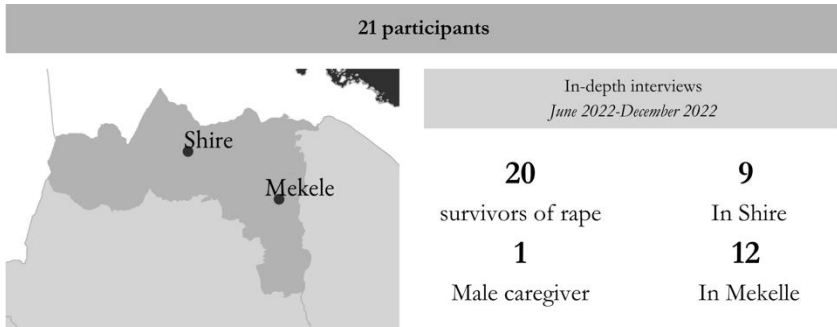 21 participants
Shire
Mekele
In-depth interviews
June 2022-December 2022
20
9
survivors of rape
In Shire
1
12
Male caregiver
In Mekelle